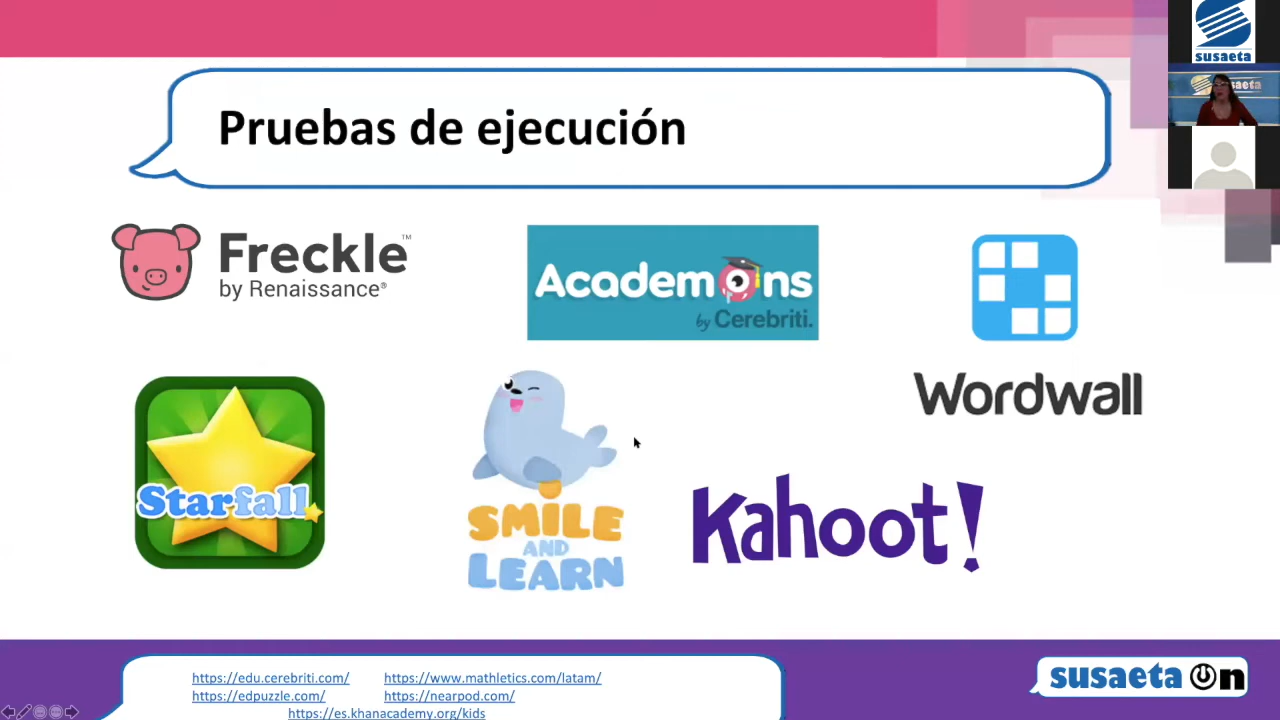 susaeta
Pruebas de ejecución
susaeta
Freckle™
by Renaissance®
Academons
by Cerebriti.
Wordwall
Starfall
SMILE
AND
LEARN
Kahoot!
https://edu.cerebriti.com/ https://www.mathletics.com/latam/
https://edpuzzle.com/ https://nearpod.com/
https://es.khanacademy.org/kids
susaeta On